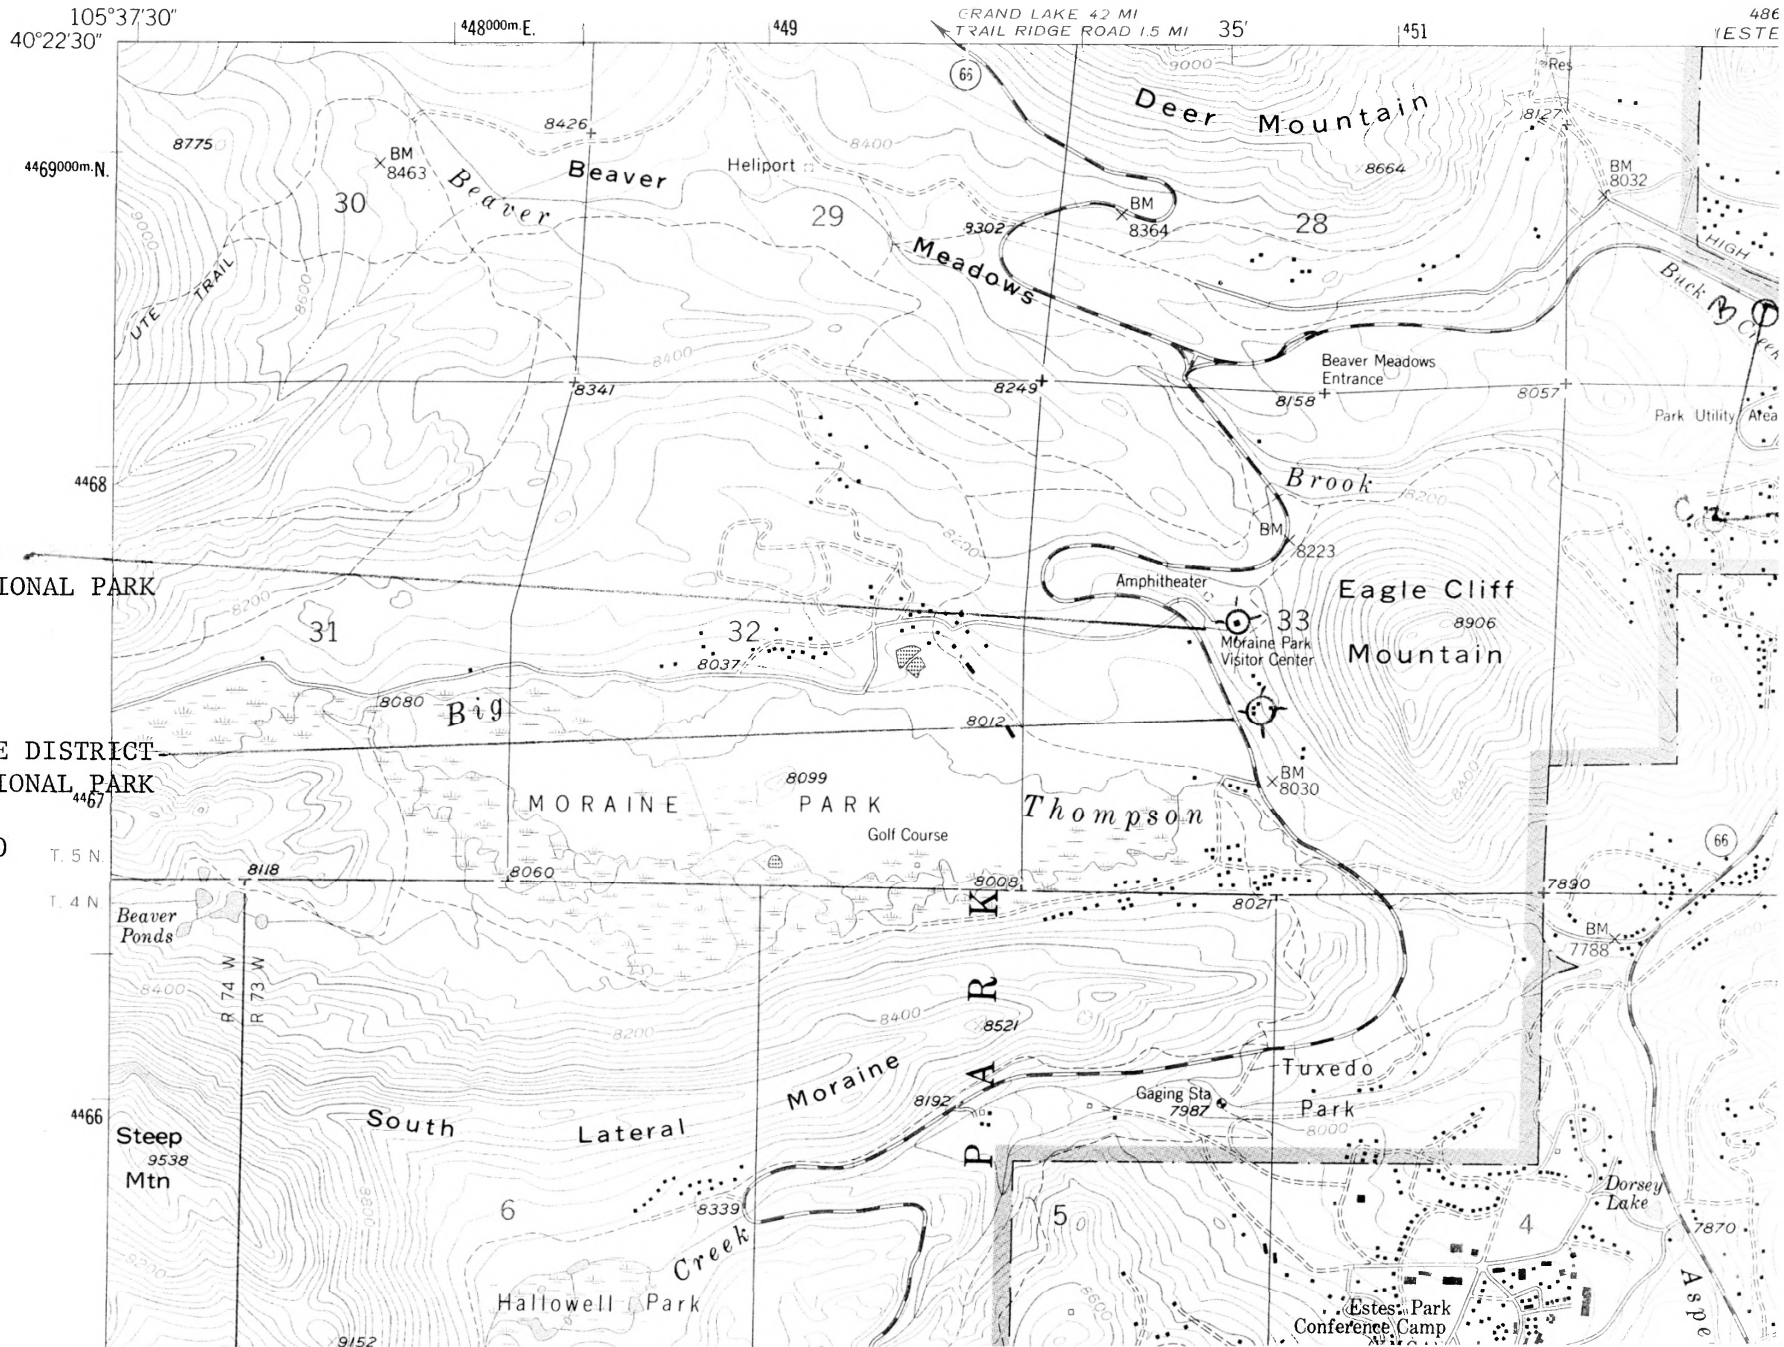 105°37'30"
448000m.E.
449
GRAND LAKE 42 MI
TRAIL RIDGE ROAD 1.5 MI
35'
451
486
(ESTE
40°22'30"
66
9000
Res
Deer Mountain
8127
8775
BM
8463
8426
Beaver
Heliport
8400
8664
BM
8032
4469000m.N.
Beaver
30
29
BM
8364
28
9000
8302
Meadows
HIGH
UTE TRAIL
8600
Buck
Creek
B
8400
Beaver Meadows
Entrance
8341
8249
8158
8057
Park Utility Area
4468
Brook
8200
C
BM
8223
8200
IONAL PARK
Amphitheater
Eagle Cliff
8200
31
32
33
8906
Moraine Park
Visitor Center
Mountain
8037
8080
Big
8012
E DISTRICT
IONAL PARK
4467
8099
BM
8030
8400
MORAINE PARK
Thompson
Golf Course
66
T. 5 N.
8118
8060
8008
7890
T. 4 N.
8021
Beaver
Ponds
BM
7788
R 74 W
R 73 W
8400
8200
8400
8521
PARK
Moraine
Tuxedo
Park
Gaging Sta
7987
8192
8000
4466
South Lateral
Steep
9538
Mtn
8339
6
5
4
Dorsey
Lake
7870
Creek
Hallowell Park
8600
Estes Park
Conference Camp
Aspe
9152